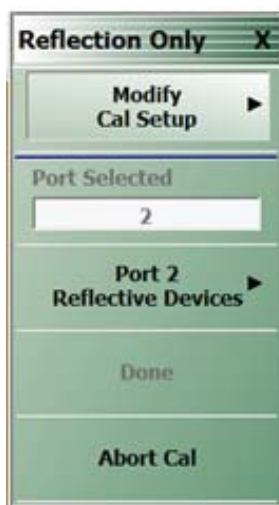 Reflection Only X
Modify
Cal Setup
Port Selected
2
Port 2
Reflective Devices
Done
Abort Cal